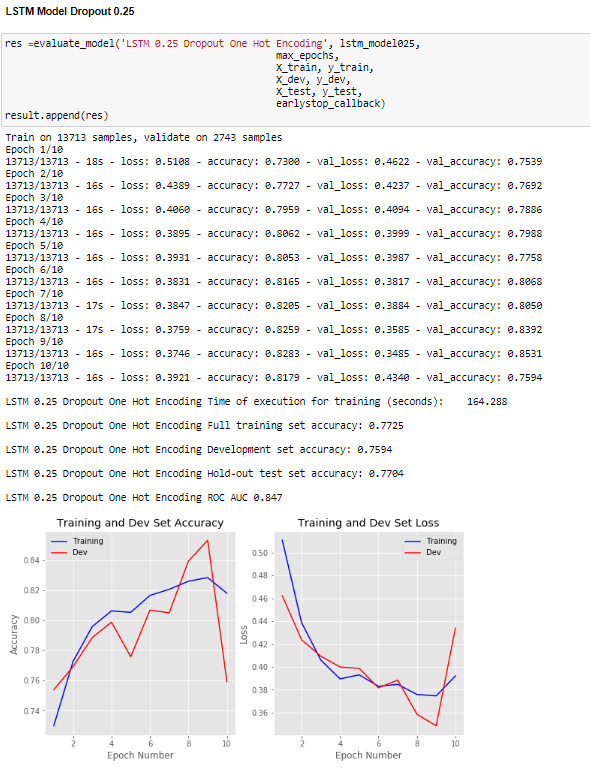 LSTM Model Dropout 0.25
res =evaluate_model('LSTM 0.25 Dropout One Hot Encoding', lstm_model025,
max_epochs,
X_train, y_train,
X_dev, y_dev,
X_test, y_test,
earlystop_callback)
result.append(res)
Train on 13713 samples, validate on 2743 samples
Epoch 1/10
13713/13713 - 18s - loss: 0.5108 - accuracy: 0.7300 - val_loss: 0.4622 - val_accuracy: 0.7539
Epoch 2/10
13713/13713 - 16s - loss: 0.4389 - accuracy: 0.7727 - val_loss: 0.4237 - val_accuracy: 0.7692
Epoch 3/10
13713/13713 - 16s - loss: 0.4060 - accuracy: 0.7959 - val_loss: 0.4094 - val_accuracy: 0.7886
Epoch 4/10
13713/13713 - 16s - loss: 0.3895 - accuracy: 0.8062 - val_loss: 0.3999 - val_accuracy: 0.7988
Epoch 5/10
13713/13713 - 16s - loss: 0.3931 - accuracy: 0.8053 - val_loss: 0.3987 - val_accuracy: 0.7758
Epoch 6/10
13713/13713 - 16s - loss: 0.3831 - accuracy: 0.8165 - val_loss: 0.3817 - val_accuracy: 0.8068
Epoch 7/10
13713/13713 - 17s - loss: 0.3847 - accuracy: 0.8205 - val_loss: 0.3884 - val_accuracy: 0.8050
Epoch 8/10
13713/13713 - 17s - loss: 0.3759 - accuracy: 0.8259 - val_loss: 0.3585 - val_accuracy: 0.8392
Epoch 9/10
13713/13713 - 16s - loss: 0.3746 - accuracy: 0.8283 - val_loss: 0.3485 - val_accuracy: 0.8531
Epoch 10/10
13713/13713 - 16s - loss: 0.3921 - accuracy: 0.8179 - val_loss: 0.4340 - val_accuracy: 0.7594
LSTM 0.25 Dropout One Hot Encoding Time of execution for training (seconds): 164.288
LSTM 0.25 Dropout One Hot Encoding Full training set accuracy: 0.7725
LSTM 0.25 Dropout One Hot Encoding Development set accuracy: 0.7594
LSTM 0.25 Dropout One Hot Encoding Hold-out test set accuracy: 0.7704
LSTM 0.25 Dropout One Hot Encoding ROC AUC 0.847
Training and Dev Set Accuracy
Training
Dev
0.84
0.82
0.80
0.78
0.76
0.74
Accuracy
2 4 6 8 10
Epoch Number
Training and Dev Set Loss
Training
Dev
0.50
0.48
0.46
0.44
0.42
0.40
0.38
0.36
Loss
2 4 6 8 10
Epoch Number